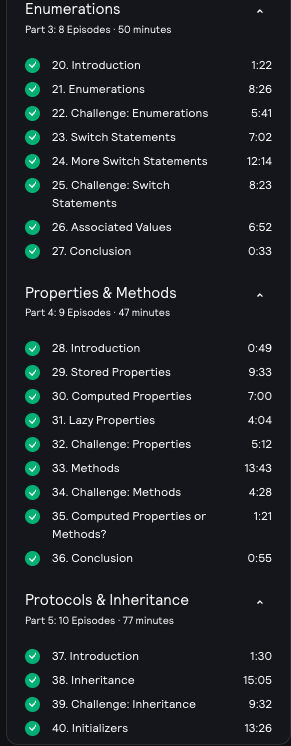 Enumerations
Part 3: 8 Episodes · 50 minutes
20. Introduction 1:22
21. Enumerations 8:26
22. Challenge: Enumerations 5:41
23. Switch Statements 7:02
24. More Switch Statements 12:14
25. Challenge: Switch 8:23
Statements
26. Associated Values 6:52
27. Conclusion 0:33
Properties & Methods
Part 4: 9 Episodes · 47 minutes
28. Introduction 0:49
29. Stored Properties 9:33
30. Computed Properties 7:00
31. Lazy Properties 4:04
32. Challenge: Properties 5:12
33. Methods 13:43
34. Challenge: Methods 4:28
35. Computed Properties or 1:21
Methods?
36. Conclusion 0:55
Protocols & Inheritance
Part 5: 10 Episodes · 77 minutes
37. Introduction 1:30
38. Inheritance 15:05
39. Challenge: Inheritance 9:32
40. Initializers 13:26